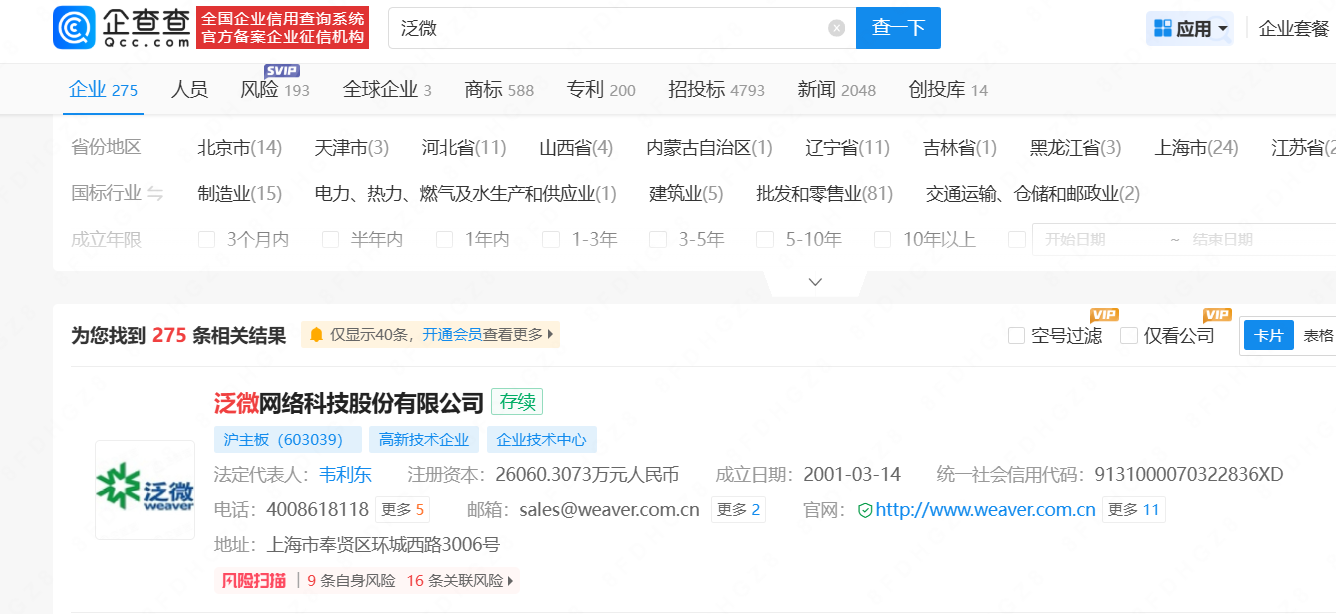 企查查 全国企业信用查询系统
Qcc.com 官方备案企业征信机构
泛微 查一下 应用 企业套餐
企业 275 人员 风险 193 SVIP 全球企业 3 商标 588 专利 200 招投标 4793 新闻 2048 创投库 14
省份地区 北京市(14) 天津市(3) 河北省(11) 山西省(4) 内蒙古自治区(1) 辽宁省(11) 吉林省(1) 黑龙江省(3) 上海市(24) 江苏省(2
国标行业 制造业(15) 电力、热力、燃气及水生产和供应业(1) 建筑业(5) 批发和零售业(81) 交通运输、仓储和邮政业(2)
成立年限 3个月内 半年内 1年内 1-3年 3-5年 5-10年 10年以上 开始日期 ~ 结束日期
为您找到 275 条相关结果 仅显示40条，开通会员查看更多 空号过滤 VIP 仅看公司 VIP 卡片 表格
泛微网络科技股份有限公司 存续
沪主板（603039） 高新技术企业 企业技术中心
泛微
weaver
法定代表人：韦利东 注册资本：26060.3073万元人民币 成立日期：2001-03-14 统一社会信用代码：9131000070322836XD
电话：4008618118 更多 5 邮箱：sales@weaver.com.cn 更多 2 官网：http://www.weaver.com.cn 更多 11
地址：上海市奉贤区环城西路3006号
风险扫描 | 9 条自身风险 16 条关联风险